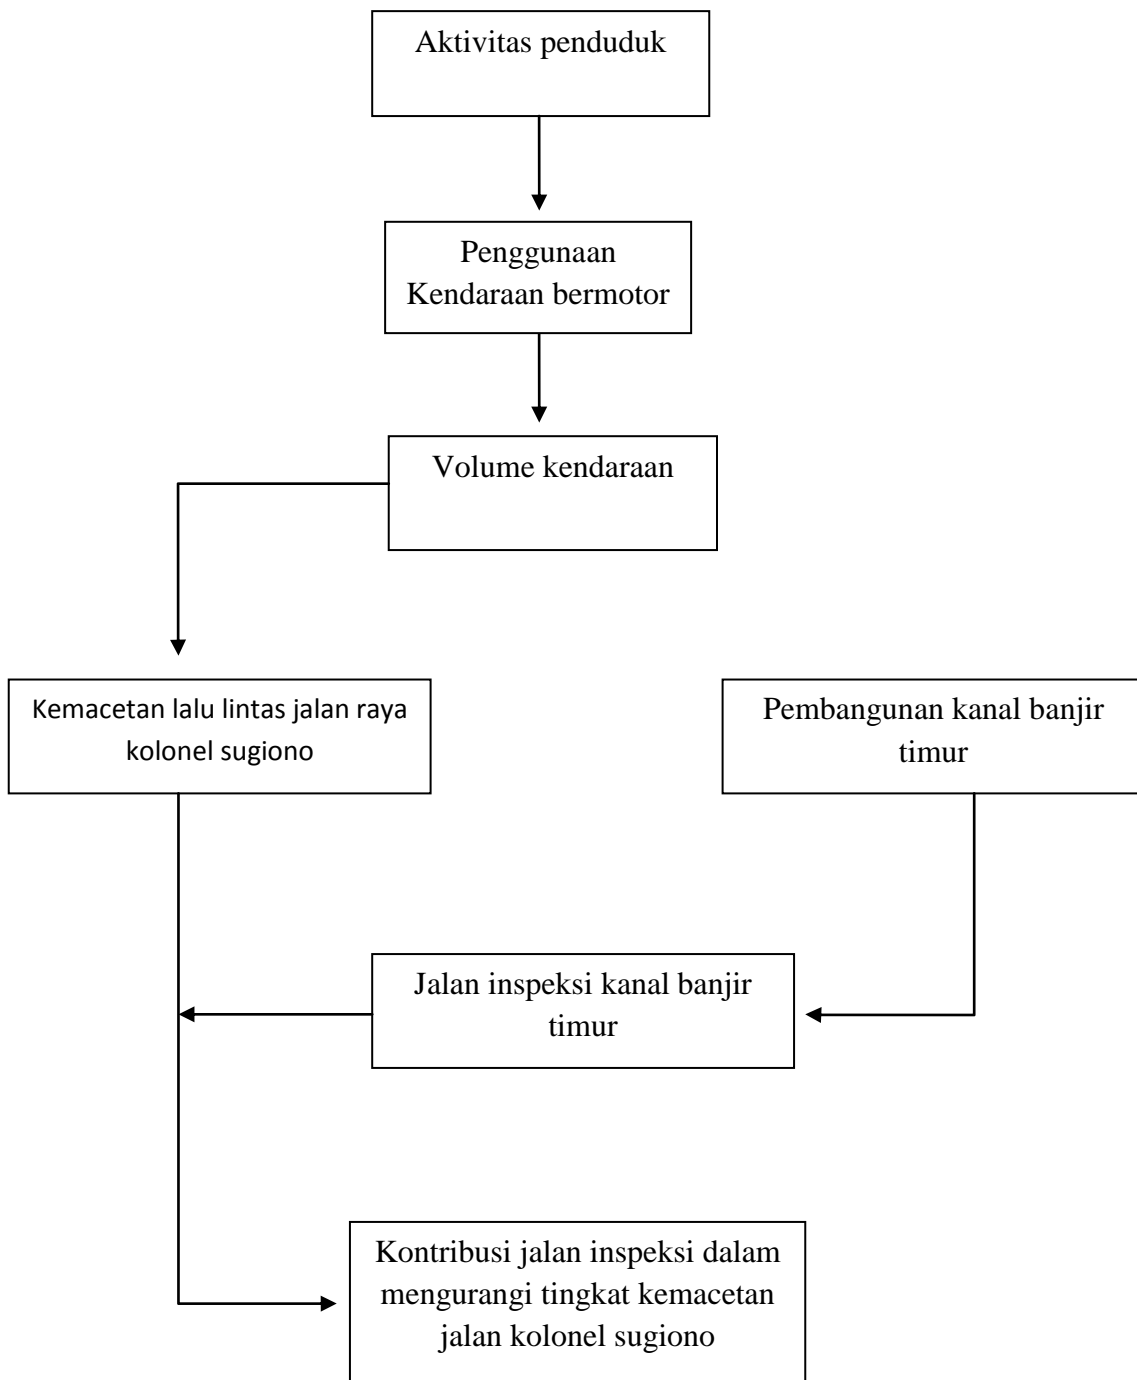 Aktivitas penduduk
Penggunaan
Kendaraan bermotor
Volume kendaraan
Kemacetan lalu lintas jalan raya
kolonel sugiono
Pembangunan kanal banjir
timur
Jalan inspeksi kanal banjir
timur
Kontribusi jalan inspeksi dalam
mengurangi tingkat kemacetan
jalan kolonel sugiono